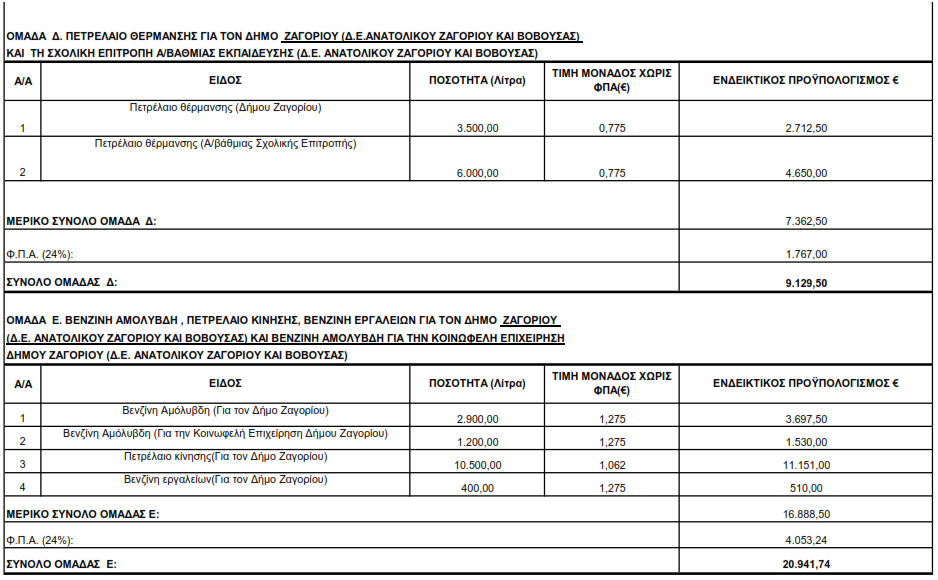 ΟΜΑΔΑ Δ. ΠΕΤΡΕΛΑΙΟ ΘΕΡΜΑΝΣΗΣ ΓΙΑ ΤΟΝ ΔΗΜΟ ΖΑΓΟΡΙΟΥ (Δ.Ε.ΑΝΑΤΟΛΙΚΟΥ ΖΑΓΟΡΙΟΥ ΚΑΙ ΒΟΒΟΥΣΑΣ)
ΚΑΙ ΤΗ ΣΧΟΛΙΚΗ ΕΠΙΤΡΟΠΗ Α/ΒΑΘΜΙΑΣ ΕΚΠΑΙΔΕΥΣΗΣ (Δ.Ε. ΑΝΑΤΟΛΙΚΟΥ ΖΑΓΟΡΙΟΥ ΚΑΙ ΒΟΒΟΥΣΑΣ)
Α/Α ΕΙΔΟΣ ΠΟΣΟΤΗΤΑ (Λίτρα) ΤΙΜΗ ΜΟΝΑΔΟΣ ΧΩΡΙΣ ΦΠΑ(€) ΕΝΔΕΙΚΤΙΚΟΣ ΠΡΟΫΠΟΛΟΓΙΣΜΟΣ €
1 Πετρέλαιο θέρμανσης (Δήμου Ζαγορίου) 3.500,00 0,775 2.712,50
2 Πετρέλαιο θέρμανσης (Α/βάθμιας Σχολικής Επιτροπής) 6.000,00 0,775 4.650,00
ΜΕΡΙΚΟ ΣΥΝΟΛΟ ΟΜΑΔΑ Δ: 7.362,50
Φ.Π.Α. (24%): 1.767,00
ΣΥΝΟΛΟ ΟΜΑΔΑΣ Δ: 9.129,50
ΟΜΑΔΑ Ε. ΒΕΝΖΙΝΗ ΑΜΟΛΥΒΔΗ , ΠΕΤΡΕΛΑΙΟ ΚΙΝΗΣΗΣ, ΒΕΝΖΙΝΗ ΕΡΓΑΛΕΙΩΝ ΓΙΑ ΤΟΝ ΔΗΜΟ ΖΑΓΟΡΙΟΥ
(Δ.Ε. ΑΝΑΤΟΛΙΚΟΥ ΖΑΓΟΡΙΟΥ ΚΑΙ ΒΟΒΟΥΣΑΣ) ΚΑΙ ΒΕΝΖΙΝΗ ΑΜΟΛΥΒΔΗ ΓΙΑ ΤΗΝ ΚΟΙΝΩΦΕΛΗ ΕΠΙΧΕΙΡΗΣΗ
ΔΗΜΟΥ ΖΑΓΟΡΙΟΥ (Δ.Ε. ΑΝΑΤΟΛΙΚΟΥ ΖΑΓΟΡΙΟΥ ΚΑΙ ΒΟΒΟΥΣΑΣ)
Α/Α ΕΙΔΟΣ ΠΟΣΟΤΗΤΑ (Λίτρα) ΤΙΜΗ ΜΟΝΑΔΟΣ ΧΩΡΙΣ ΦΠΑ(€) ΕΝΔΕΙΚΤΙΚΟΣ ΠΡΟΫΠΟΛΟΓΙΣΜΟΣ €
1 Βενζίνη Αμόλυβδη (Για τον Δήμο Ζαγορίου) 2.900,00 1,275 3.697,50
2 Βενζίνη Αμόλυβδη (Για την Κοινωφελή Επιχείρηση Δήμου Ζαγορίου) 1.200,00 1,275 1.530,00
3 Πετρέλαιο κίνησης(Για τον Δήμο Ζαγορίου) 10.500,00 1,062 11.151,00
4 Βενζίνη εργαλείων(Για τον Δήμο Ζαγορίου) 400,00 1,275 510,00
ΜΕΡΙΚΟ ΣΥΝΟΛΟ ΟΜΑΔΑΣ Ε: 16.888,50
Φ.Π.Α. (24%): 4.053,24
ΣΥΝΟΛΟ ΟΜΑΔΑΣ Ε: 20.941,74